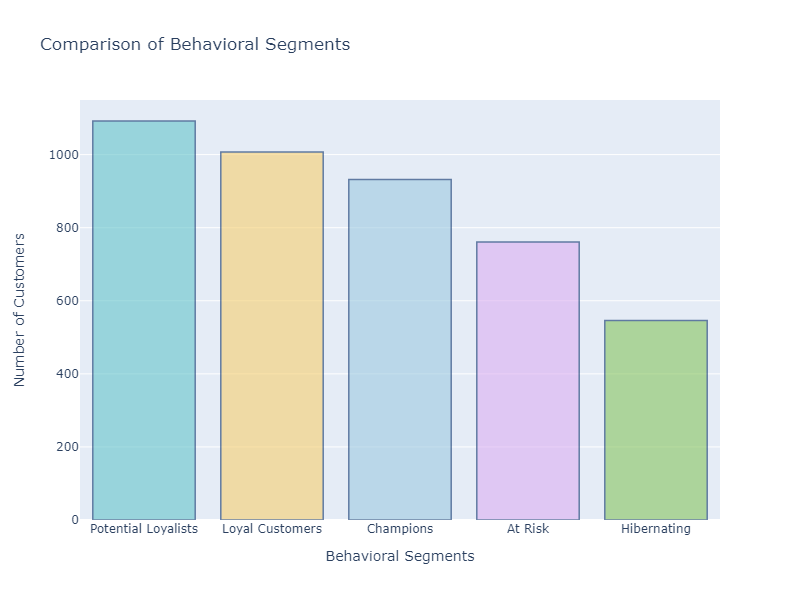 Comparison of Behavioral Segments
1000
800
600
400
200
0
Number of Customers
Potential Loyalists
Loyal Customers
Champions
At Risk
Hibernating
Behavioral Segments